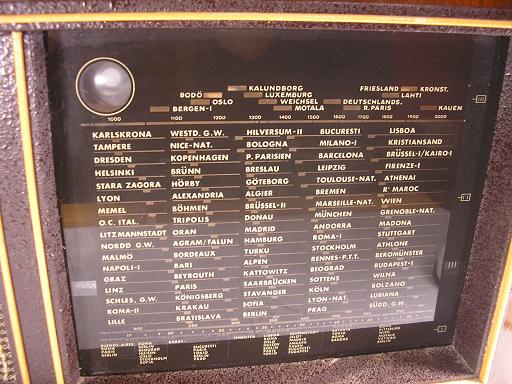 KALUNDBORG FRIESLAND KRONST.
BODÖ LUXEMBURG LAHTI
OSLO WEICHSEL DEUTSCHLANDS.
BERGEN-I MOTALA R.PARIS KAUEN
1000 1100 1200 1300 1400 1500 1600 1700 1800 1900 2000
KARLSKRONA WESTD. G.W. HILVERSUM-II BUCURESTI LISBOA
TAMPERE NICE-NAT. BOLOGNA MILANO-I KRISTIANSAND
DRESDEN KOPENHAGEN P. PARISIEN BARCELONA BRÜSSEL-I/KAIRO-I
HELSINKI BRÜNN BRESLAU LEIPZIG FIRENZE-I
STARA ZAGORA HÖRBY GÖTEBORG TOULOUSE-NAT. ATHENAI
LYON ALEXANDRIA ALGIER BREMEN R' MAROC
MEMEL BÖHMEN BRÜSSEL-II MARSEILLE-NAT. WIEN
O.C. ITAL. TRIPOLIS DONAU MÜNCHEN GRENOBLE-NAT.
LITZMANNSTADT ORAN MADRID ANDORRA MADONA
NORDD G.W. AGRAM/FALUN HAMBURG ROMA-I STUTTGART
MALMÖ BORDEAUX TURKU STOCKHOLM ATHLONE
NAPOLI-I BARI ALPEN RENNES-P.T.T. BEROMÜNSTER
GRAZ BEYROUTH KATTOWITZ BEOGRAD BUDAPEST-I
LINZ PARIS SAARBRÜCKEN SOTTENS WILNA
SCHLES. G.W. KÖNIGSBERG STAVANGER KÖLN BOLZANO
ROMA-II KRAKAU SOFIA LYON-NAT. LUBIANA
LILLE BRATISLAVA BERLIN PRAG SÜDD. G.W.